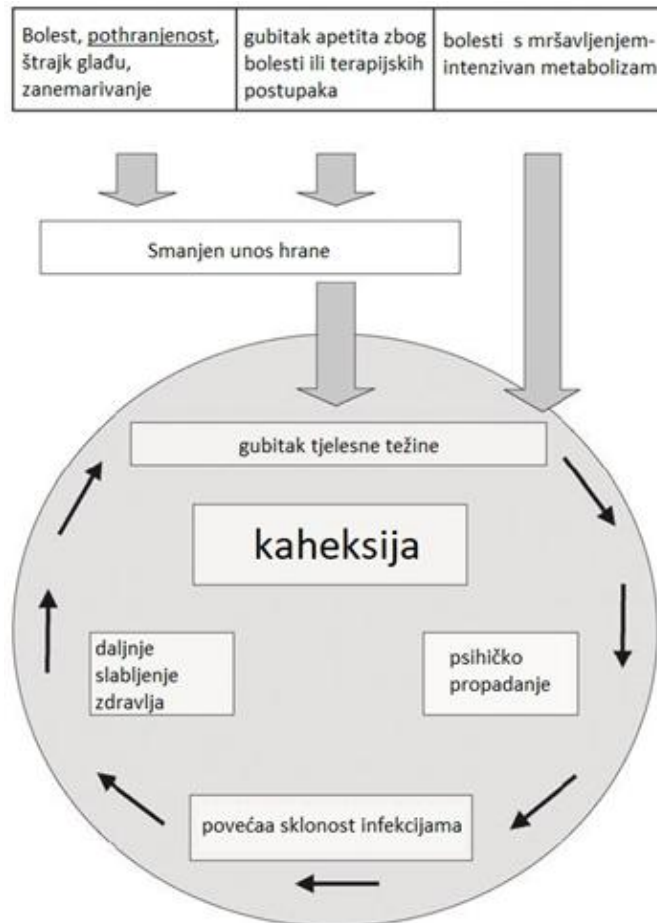 Bolest, pothranjenost,
štrajk glađu,
zanemarivanje
gubitak apetita zbog
bolesti ili terapijskih
postupaka
bolesti s mršavljenjem-
intenzivan metabolizam
Smanjen unos hrane
gubitak tjelesne težine
kaheksija
daljnje
slabljenje
zdravlja
psihičko
propadanje
povećaa sklonost infekcijama